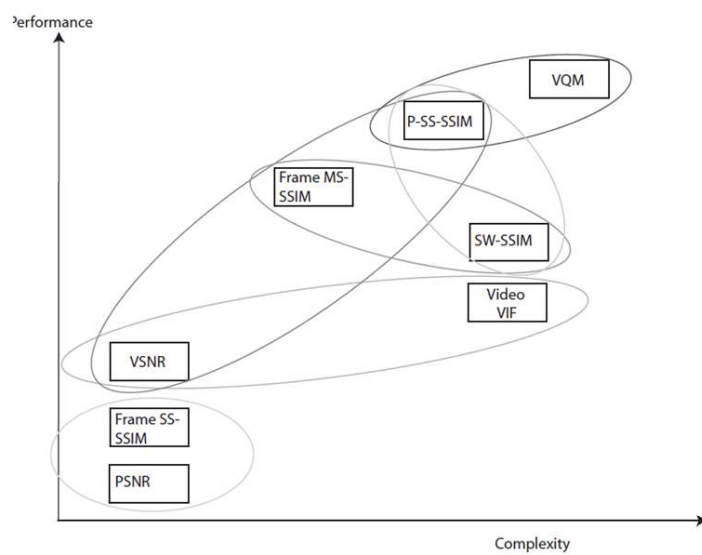 Performance
VQM
P-SS-SSIM
Frame MS-
SSIM
SW-SSIM
Video
VIF
VSNR
Frame SS-
SSIM
PSNR
Complexity